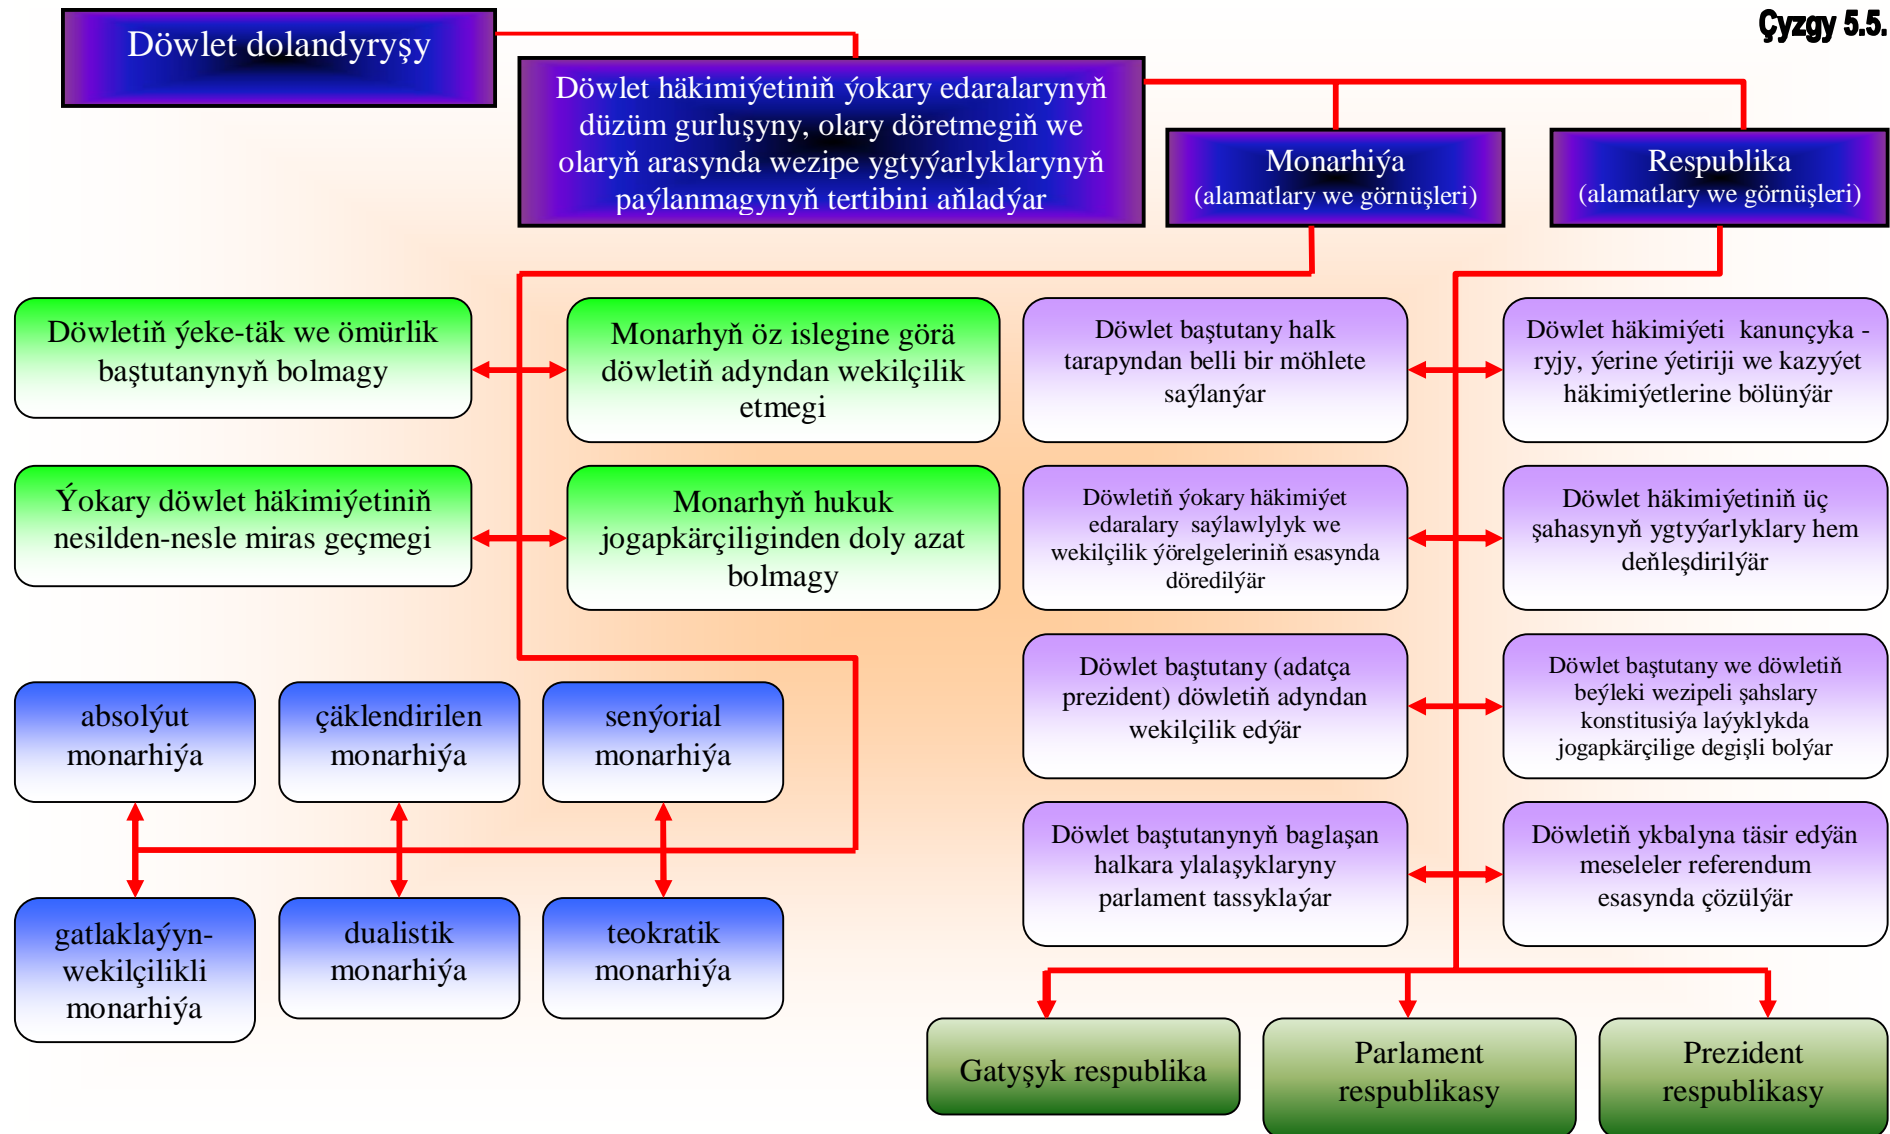 Çyzgy 5.5.
Döwlet dolandyryşy
Döwlet häkimiýetiniň ýokary edaralarynyň
düzüm gurluşyny, olary döretmegiň we
olaryň arasynda wezipe ygtyýarlyklarynyň
paýlanmagynyň tertibini aňladýar
Monarhiýa
(alamatlary we görnüşleri)
Respublika
(alamatlary we görnüşleri)
Döwletiň ýeke-täk we ömürlik
baştutanynyň bolmagy
Monarhyň öz islegine görä
döwletiň adyndan wekilçilik
etmegi
Ýokary döwlet häkimiýetiniň
nesilden-nesle miras geçmegi
Monarhyň hukuk
jogapkärçiliginden doly azat
bolmagy
absolýut
monarhiýa
çäklendirilen
monarhiýa
senýorial
monarhiýa
gatlaklaýyn-
wekilçilikli
monarhiýa
dualistik
monarhiýa
teokratik
monarhiýa
Döwlet baştutany halk
tarapyndan belli bir möhlete
saýlanýar
Döwlet häkimiýeti kanunçyka -
ryjy, ýerine ýetiriji we kazyýet
häkimiýetlerine bölünýär
Döwletiň ýokary häkimiýet
edaralary saýlawlylyk we
wekilçilik ýörelgeleriniň esasynda
döredilýär
Döwlet häkimiýetiniň üç
şahasynyň ygtyýarlyklary hem
deňleşdirilýär
Döwlet baştutany (adatça
prezident) döwletiň adyndan
wekilçilik edýär
Döwlet baştutany we döwletiň
beýleki wezipeli şahslary
konstitusiýa laýyklykda
jogapkärçilige degişli bolýar
Döwlet baştutanynyň baglaşan
halkara ylalaşyklaryny
parlament tassyklaýar
Döwletiň ykbalyna täsir edýän
meseleler referendum
esasynda çözülýär
Gatyşyk respublika
Parlament
respublikasy
Prezident
respublikasy